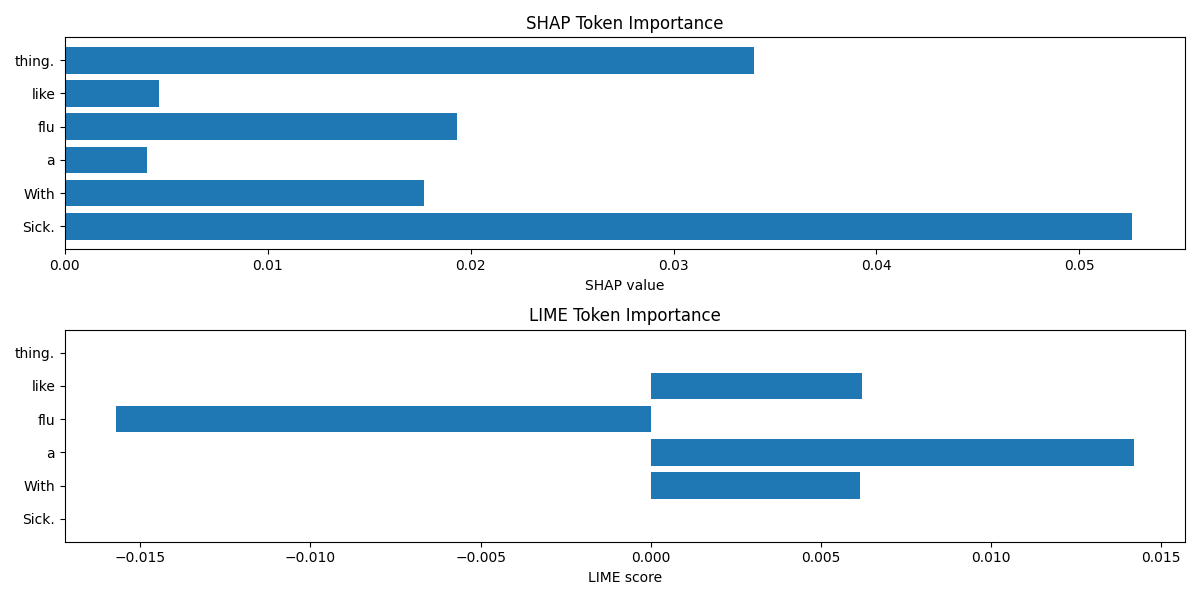 SHAP Token Importance
thing.
like
flu
a
With
Sick.
0.00 0.01 0.02 0.03 0.04 0.05
SHAP value
LIME Token Importance
thing.
like
flu
a
With
Sick.
−0.015 −0.010 −0.005 0.000 0.005 0.010 0.015
LIME score